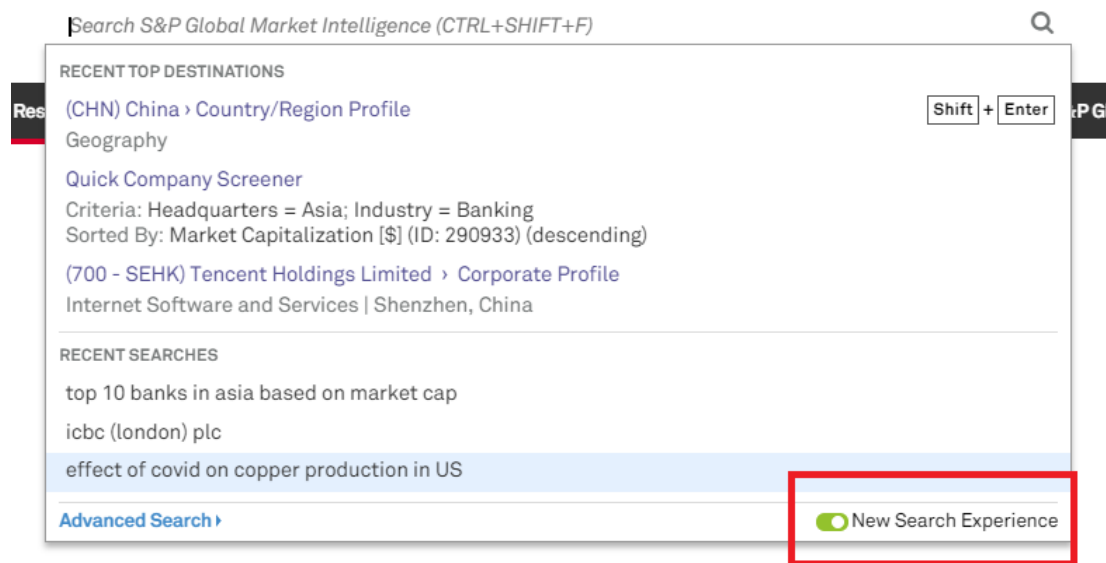 Search S&P Global Market Intelligence (CTRL+SHIFT+F)
RECENT TOP DESTINATIONS
Res
(CHN) China › Country/Region Profile
Shift + Enter
&P G
Geography
Quick Company Screener
Criteria: Headquarters = Asia; Industry = Banking
Sorted By: Market Capitalization [$] (ID: 290933) (descending)
(700 - SEHK) Tencent Holdings Limited › Corporate Profile
Internet Software and Services | Shenzhen, China
RECENT SEARCHES
top 10 banks in asia based on market cap
icbc (london) plc
effect of covid on copper production in US
Advanced Search
New Search Experience